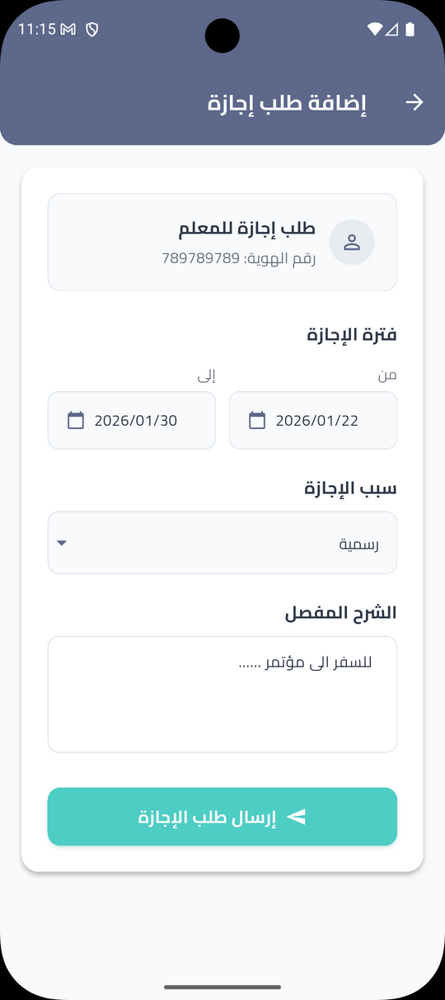 11:15
إضافة طلب إجازة
طلب إجازة للمعلم
رقم الهوية: 789789789
فترة الإجازة
من
إلى
2026/01/22
2026/01/30
سبب الإجازة
رسمية
الشرح المفصل
للسفر الى مؤتمر ......
إرسال طلب الإجازة